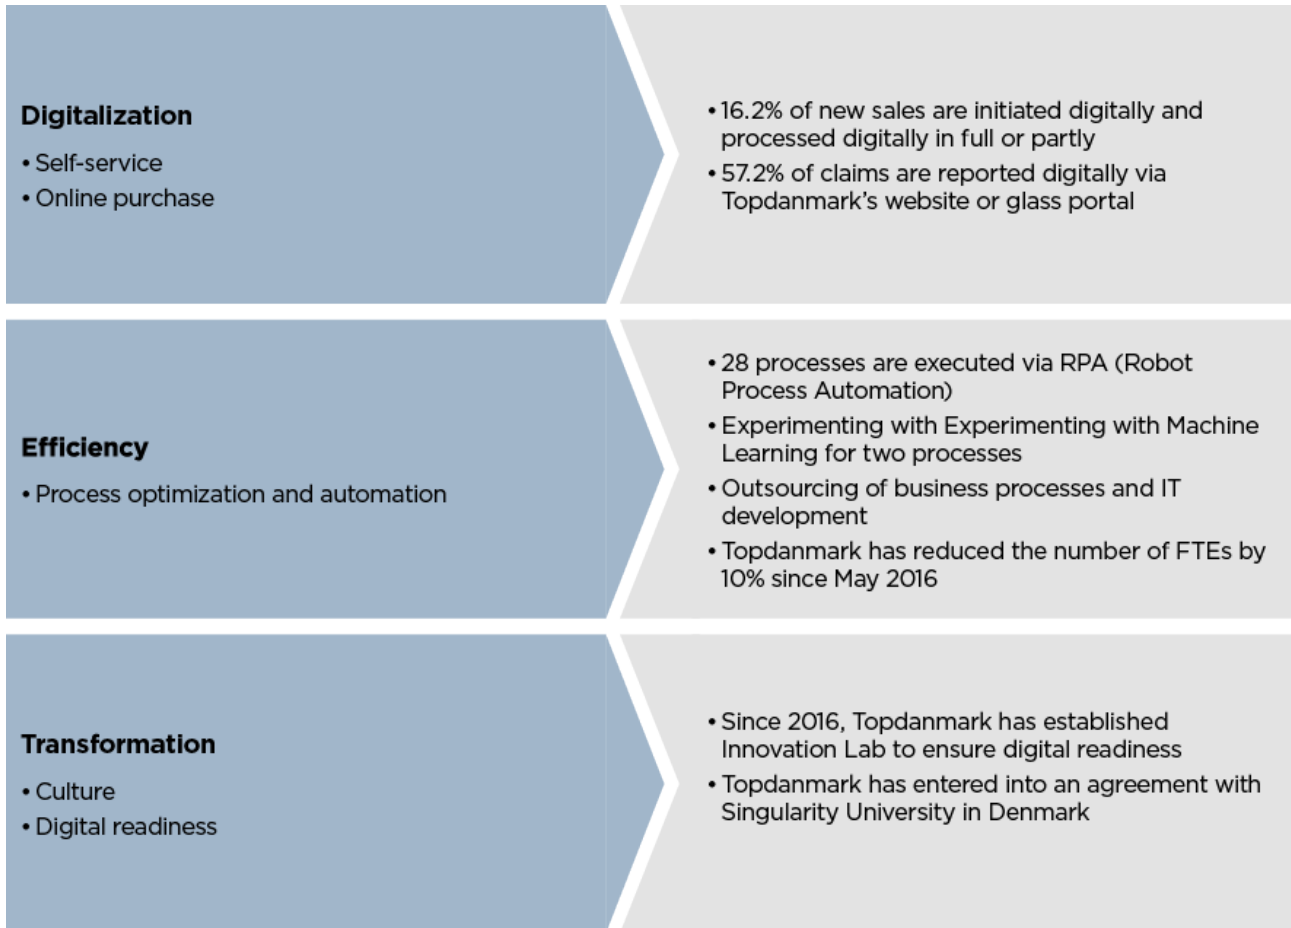 Digitalization
• Self-service
• Online purchase
• 16.2% of new sales are initiated digitally and
processed digitally in full or partly
• 57.2% of claims are reported digitally via
Topdanmark's website or glass portal
Efficiency
• Process optimization and automation
• 28 processes are executed via RPA (Robot
Process Automation)
• Experimenting with Experimenting with Machine
Learning for two processes
• Outsourcing of business processes and IT
development
• Topdanmark has reduced the number of FTEs by
10% since May 2016
Transformation
• Culture
• Digital readiness
• Since 2016, Topdanmark has established
Innovation Lab to ensure digital readiness
• Topdanmark has entered into an agreement with
Singularity University in Denmark